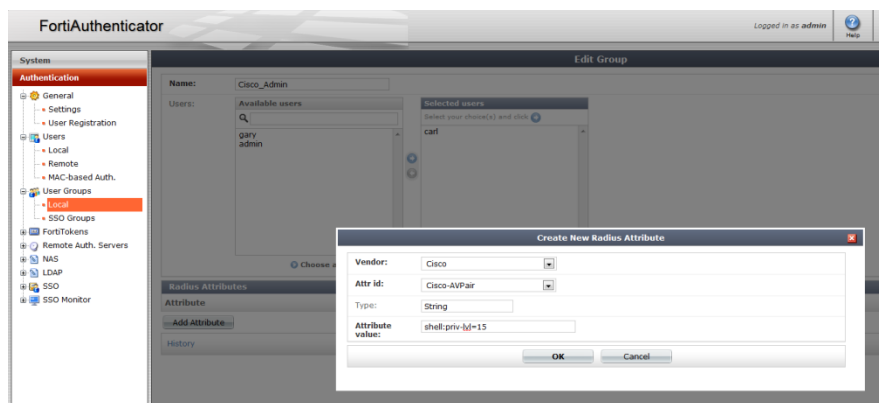 FortiAuthenticator
Logged in as admin
Help
System
Authentication
General
Settings
User Registration
Users
Local
Remote
MAC-based Auth.
User Groups
Local
SSO Groups
FortiTokens
Remote Auth. Servers
NAS
LDAP
SSO
SSO Monitor
Edit Group
Name: Cisco_Admin
Users:
Available users
gary
admin
Choose a
Selected users
Select your choice(s) and click
carl
Radius Attributes
Attribute
Add Attribute
History
Create New Radius Attribute
Vendor: Cisco
Attr id: Cisco-AVPair
Type: String
Attribute value: shell:priv-lvl=15
OK Cancel